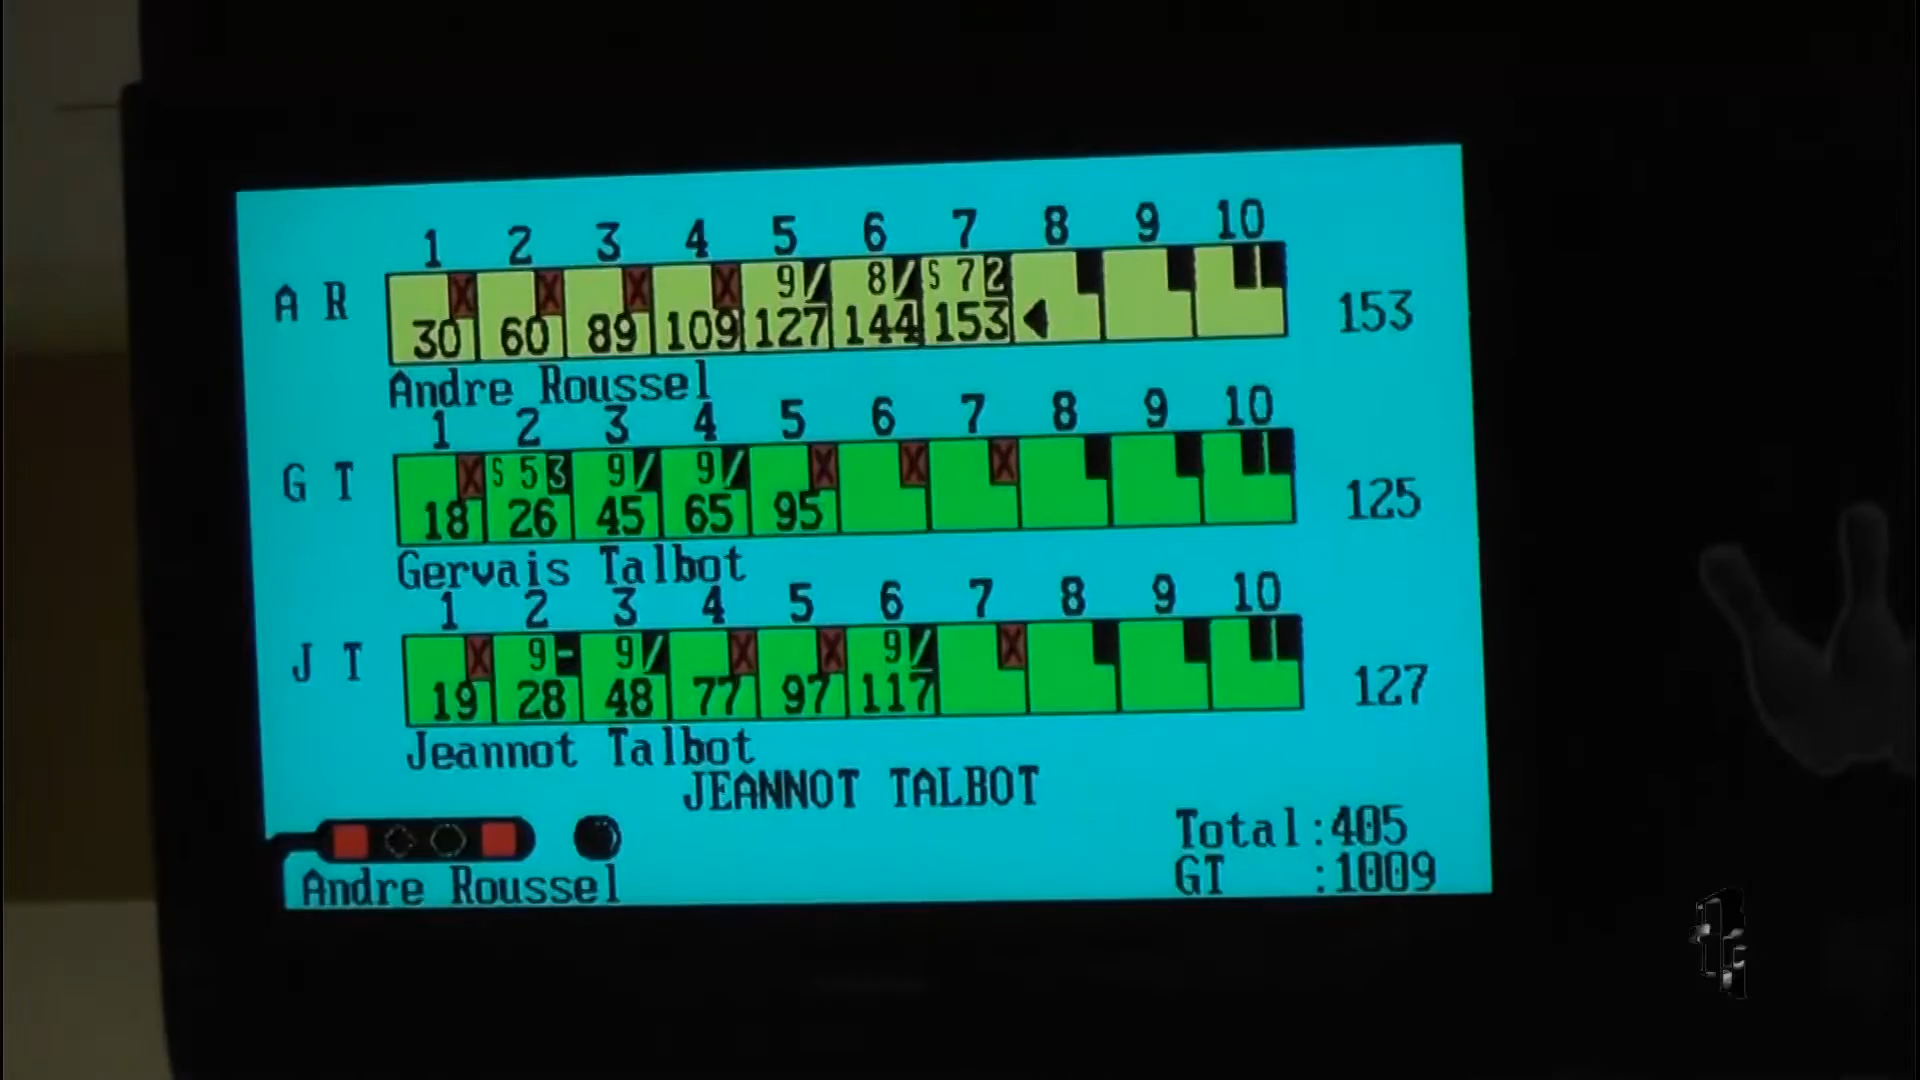 1 2 3 4 5 6 7 8 9 10
A R X X X X 9/ 8/ S 7 2 153
30 60 89 109 127 144 153
Andre Roussel
1 2 3 4 5 6 7 8 9 10
G T X S 5 3 9/ 9/ X X X 125
18 26 45 65 95
Gervais Talbot
1 2 3 4 5 6 7 8 9 10
J T X 9- 9/ X X 9/ X 127
19 28 48 77 97 117
Jeannot Talbot
JEANNOT TALBOT
Total:405
Andre Roussel GT :1009